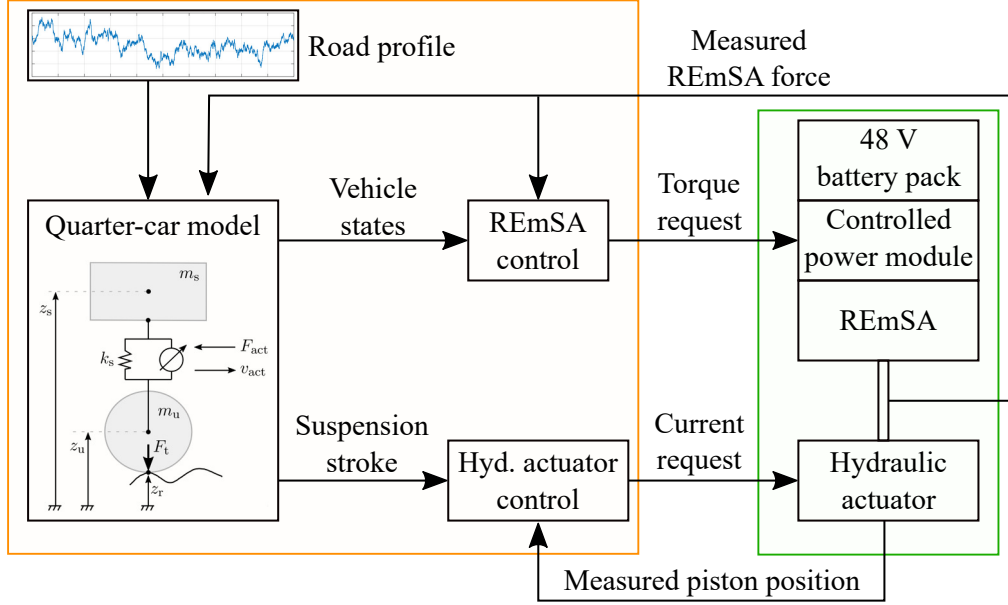 Road profile
Measured
REmSA force
48 V
battery pack
Controlled
power module
REmSA
Quarter-car model
Vehicle
states
REmSA
control
Torque
request
m_s
z_s
k_s
F_act
v_act
m_u
z_u
F_t
z_r
Suspension
stroke
Hyd. actuator
control
Current
request
Hydraulic
actuator
Measured piston position